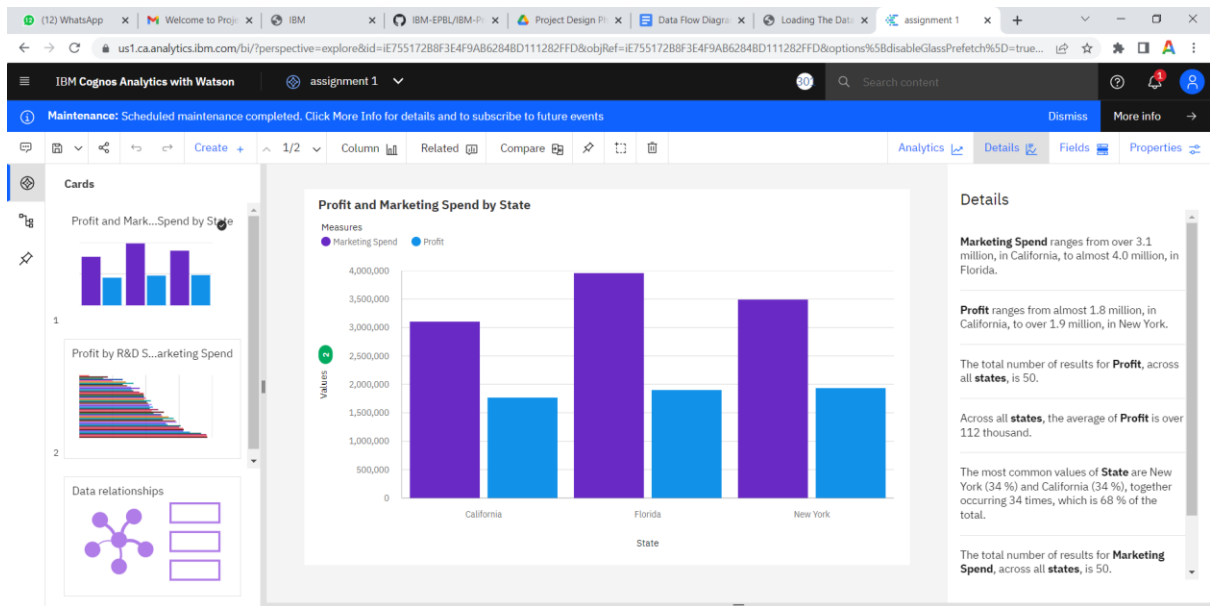 (12) WhatsApp
Welcome to Proje
IBM
IBM-EPBL/IBM-Pr
Project Design Ph
Data Flow Diagra
Loading The Data
assignment 1
us1.ca.analytics.ibm.com/bi/?perspective=explore&id=iE755172B8F3E4F9AB6284BD111282FFD&objRef=iE755172B8F3E4F9AB6284BD111282FFD&options%5BdisableGlassPrefetch%5D=true...
IBM Cognos Analytics with Watson
assignment 1
Search content
1
Maintenance: Scheduled maintenance completed. Click More Info for details and to subscribe to future events
Dismiss
More info
Create +
1/2
Column
Related
Compare
Analytics
Details
Fields
Properties
Cards
Profit and Mark...Spend by State
1
Profit by R&D S...arketing Spend
2
Data relationships
Profit and Marketing Spend by State
Measures
Marketing Spend
Profit
4,000,000
3,500,000
3,000,000
2,500,000
2,000,000
1,500,000
1,000,000
500,000
0
Values 2
California
Florida
New York
State
Details
Marketing Spend ranges from over 3.1
million, in California, to almost 4.0 million, in
Florida.
Profit ranges from almost 1.8 million, in
California, to over 1.9 million, in New York.
The total number of results for Profit, across
all states, is 50.
Across all states, the average of Profit is over
112 thousand.
The most common values of State are New
York (34 %) and California (34 %), together
occurring 34 times, which is 68 % of the
total.
The total number of results for Marketing
Spend, across all states, is 50.